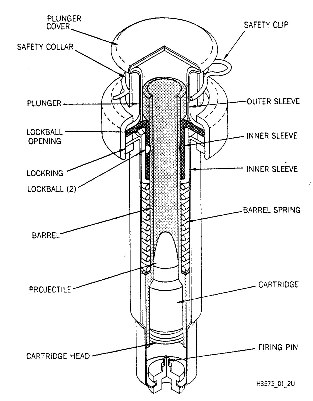 PLUNGER
COVER
SAFETY CLIP
SAFETY COLLAR
PLUNGER
OUTER SLEEVE
LOCKBALL
OPENING
INNER SLEEVE
LOCKRING
INNER SLEEVE
LOCKBALL (2)
BARREL SPRING
BARREL
PROJECTILE
CARTRIDGE
FIRING PIN
CARTRIDGE HEAD
H3575_01_2U